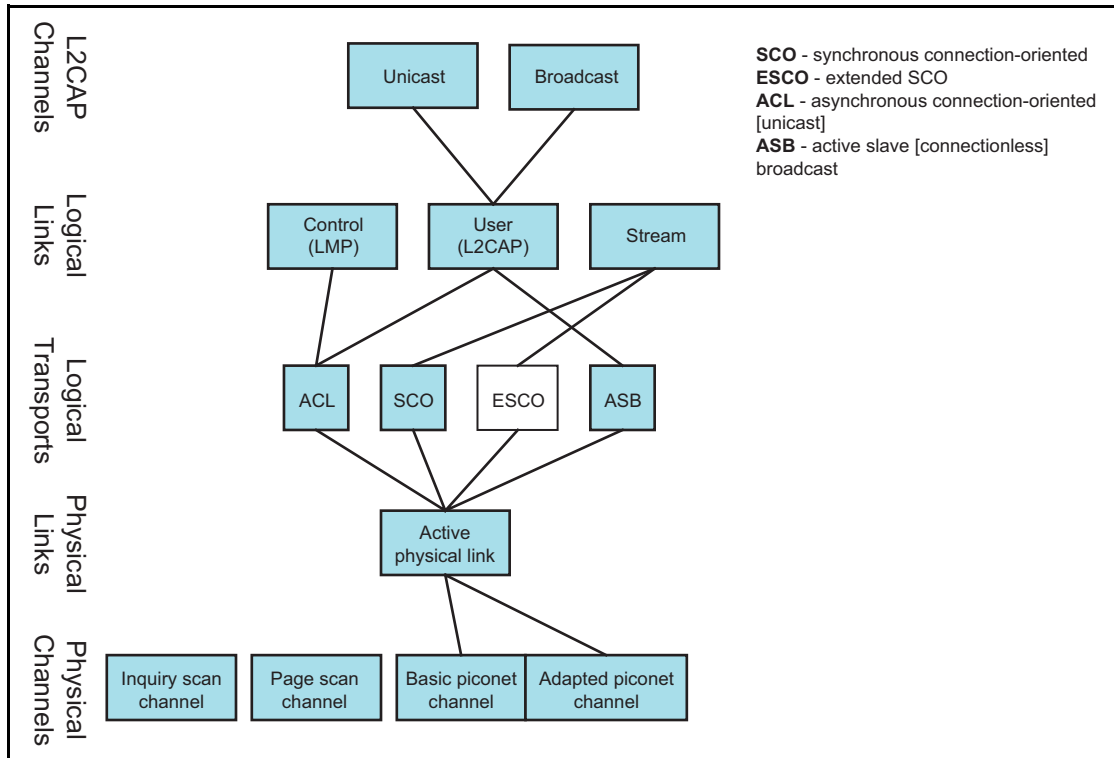 L2CAP
Channels
Unicast
Broadcast
SCO - synchronous connection-oriented
ESCO - extended SCO
ACL - asynchronous connection-oriented
[unicast]
ASB - active slave [connectionless]
broadcast
Logical
Links
Control
(LMP)
User
(L2CAP)
Stream
Logical
Transports
ACL
SCO
ESCO
ASB
Physical
Links
Active
physical link
Physical
Channels
Inquiry scan
channel
Page scan
channel
Basic piconet
channel
Adapted piconet
channel